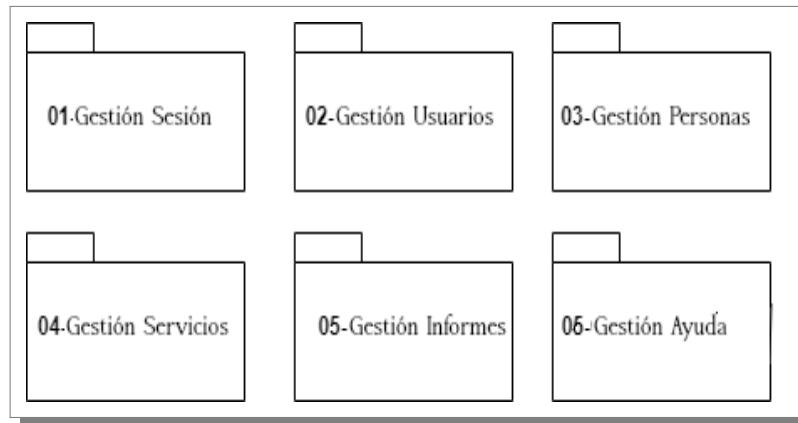 01-Gestión Sesión
02-Gestión Usuarios
03-Gestión Personas
04-Gestión Servicios
05-Gestión Informes
06-Gestión Ayuda